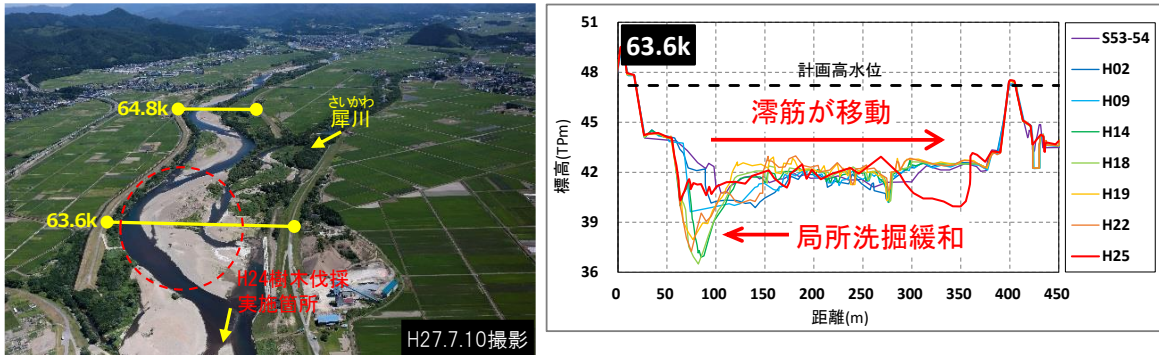 さいかわ
犀川
64.8k
63.6k
H24樹木伐採
実施箇所
H27.7.10撮影
63.6k
計画高水位
澪筋が移動
局所洗掘緩和
標高(TPm)
51
48
45
42
39
36
0
50
100
150
200
250
300
350
400
450
距離(m)
S53-54
H02
H09
H14
H18
H19
H22
H25